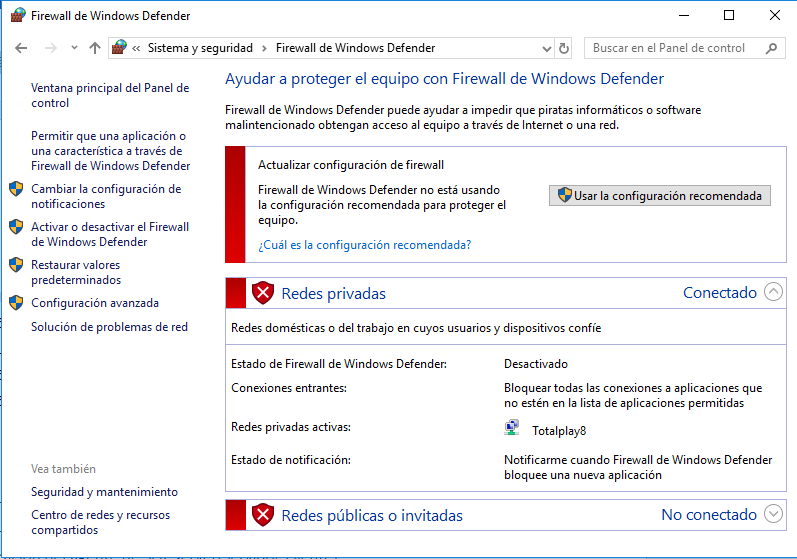 Firewall de Windows Defender
« Sistema y seguridad > Firewall de Windows Defender
Buscar en el Panel de control
Ventana principal del Panel de
control
Permitir que una aplicación o
una característica a través de
Firewall de Windows Defender
Cambiar la configuración de
notificaciones
Activar o desactivar el Firewall
de Windows Defender
Restaurar valores
predeterminados
Configuración avanzada
Solución de problemas de red
Vea también
Seguridad y mantenimiento
Centro de redes y recursos
compartidos
Ayudar a proteger el equipo con Firewall de Windows Defender
Firewall de Windows Defender puede ayudar a impedir que piratas informáticos o software
malintencionado obtengan acceso al equipo a través de Internet o una red.
Actualizar configuración de firewall
Firewall de Windows Defender no está usando
la configuración recomendada para proteger el
equipo.
Usar la configuración recomendada
¿Cuál es la configuración recomendada?
Redes privadas
Conectado
Redes domésticas o del trabajo en cuyos usuarios y dispositivos confíe
Estado de Firewall de Windows Defender:
Desactivado
Conexiones entrantes:
Bloquear todas las conexiones a aplicaciones que
no estén en la lista de aplicaciones permitidas
Redes privadas activas:
Totalplay8
Estado de notificación:
Notificarme cuando Firewall de Windows Defender
bloquee una nueva aplicación
Redes públicas o invitadas
No conectado